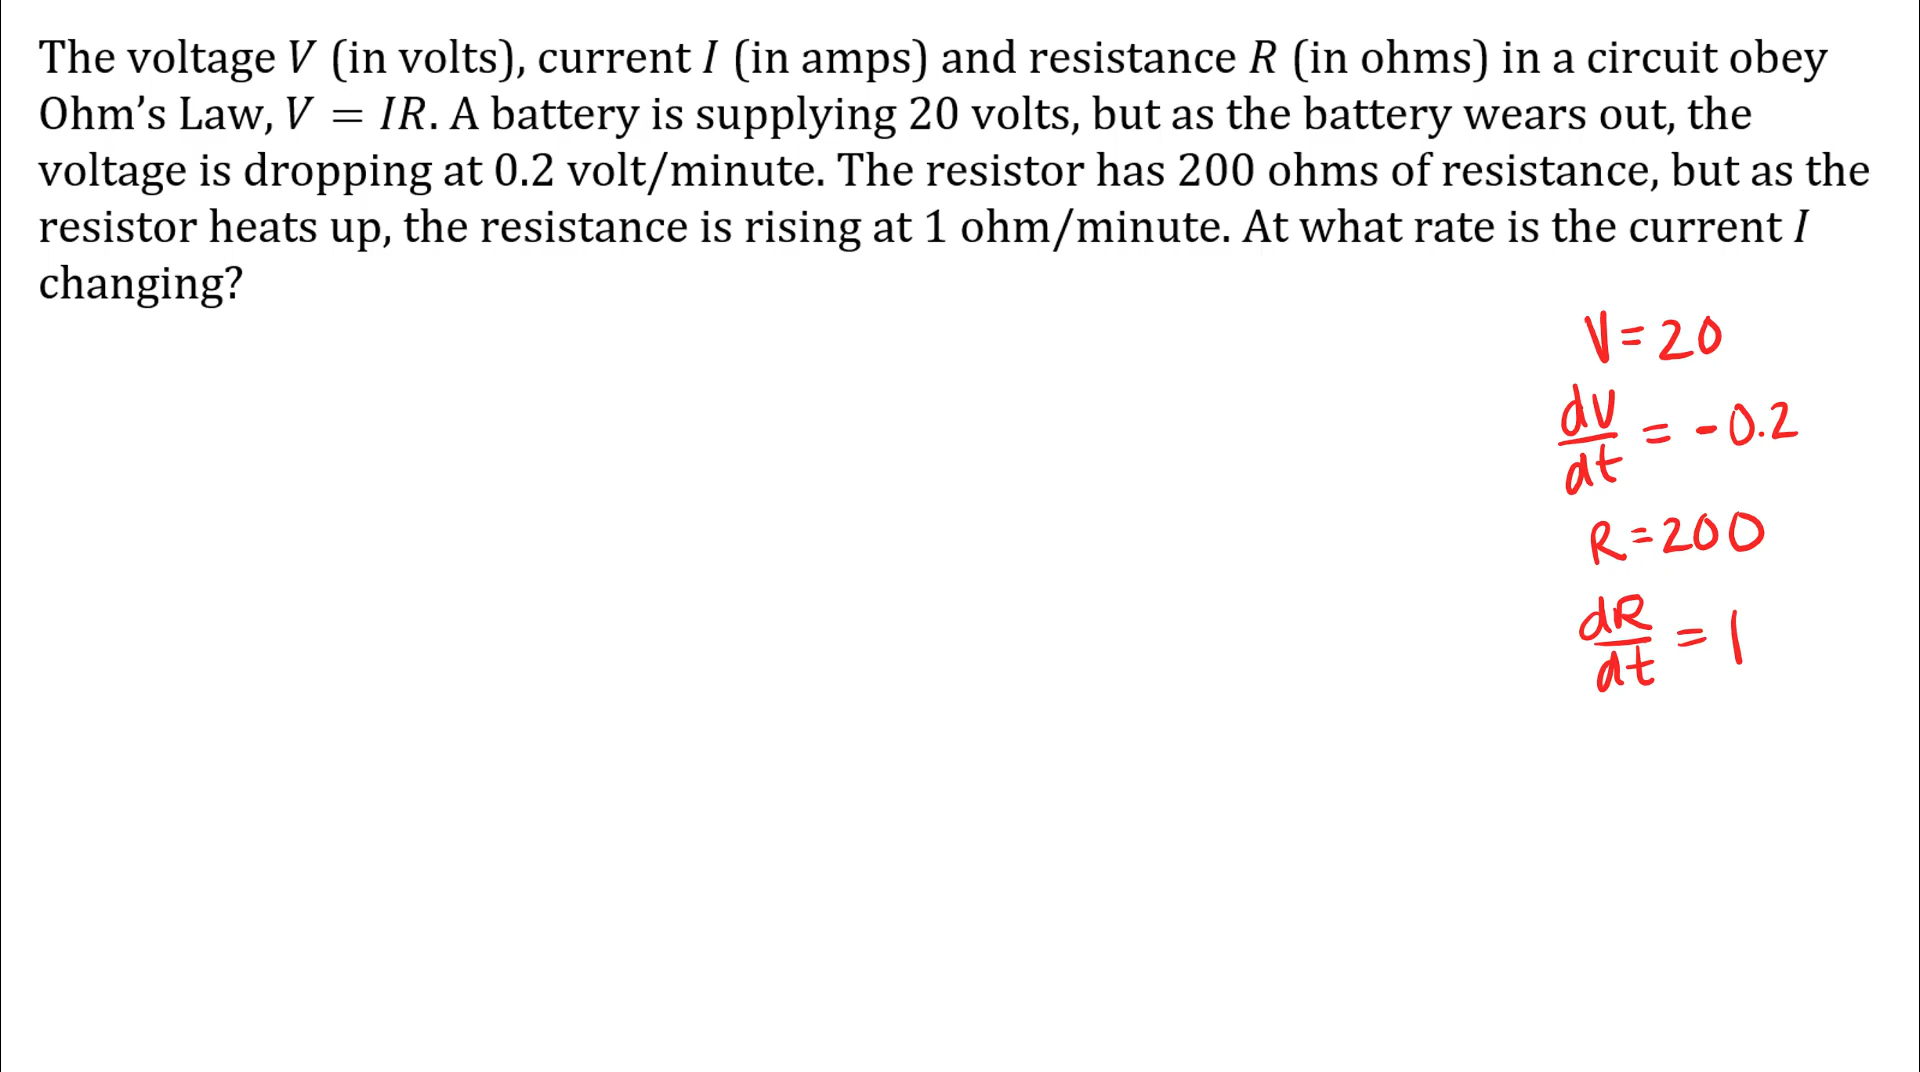 The voltage V (in volts), current I (in amps) and resistance R (in ohms) in a circuit obey
Ohm’s Law, V = IR. A battery is supplying 20 volts, but as the battery wears out, the
voltage is dropping at 0.2 volt/minute. The resistor has 200 ohms of resistance, but as the
resistor heats up, the resistance is rising at 1 ohm/minute. At what rate is the current I
changing?
V=20
dV/dt = -0.2
R=200
dR/dt = 1